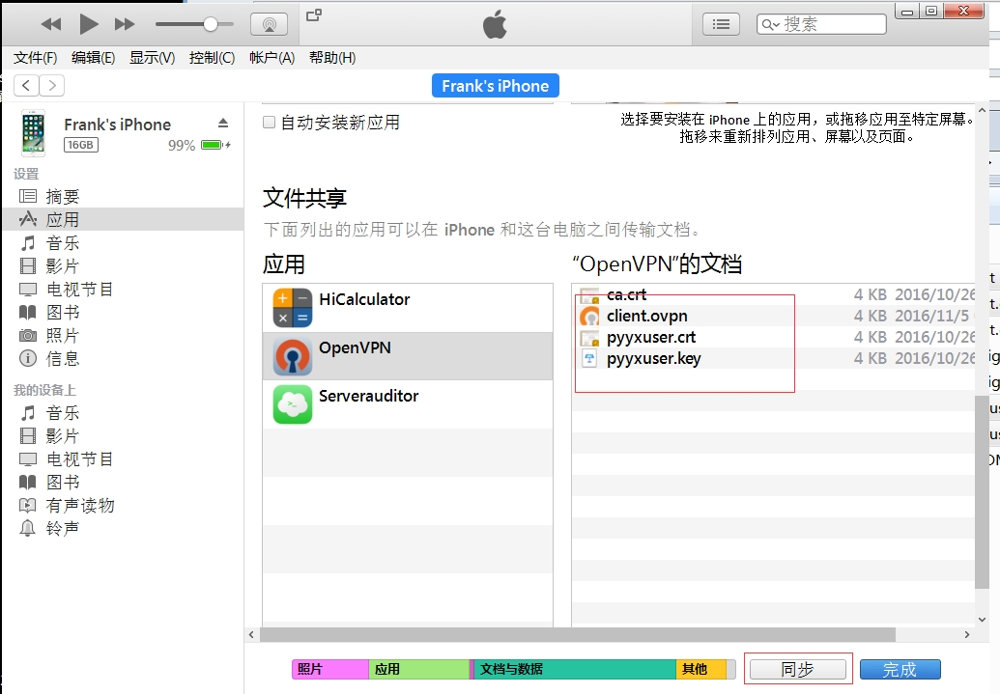 搜索
文件(F) 编辑(E) 显示(V) 控制(C) 帐户(A) 帮助(H)
Frank's iPhone
Frank's iPhone
16GB 99%
设置
摘要
应用
音乐
影片
电视节目
图书
照片
信息
我的设备上
音乐
影片
电视节目
图书
有声读物
铃声
自动安装新应用
选择要安装在 iPhone 上的应用，或拖移应用至特定屏幕。
拖移来重新排列应用、屏幕以及页面。
文件共享
下面列出的应用可以在 iPhone 和这台电脑之间传输文档。
应用
HiCalculator
OpenVPN
Serverauditor
“OpenVPN”的文档
ca.crt 4 KB 2016/10/26
client.ovpn 4 KB 2016/11/5
pyyxuser.crt 4 KB 2016/10/26
pyyxuser.key 4 KB 2016/10/26
照片 应用 文档与数据 其他 同步 完成